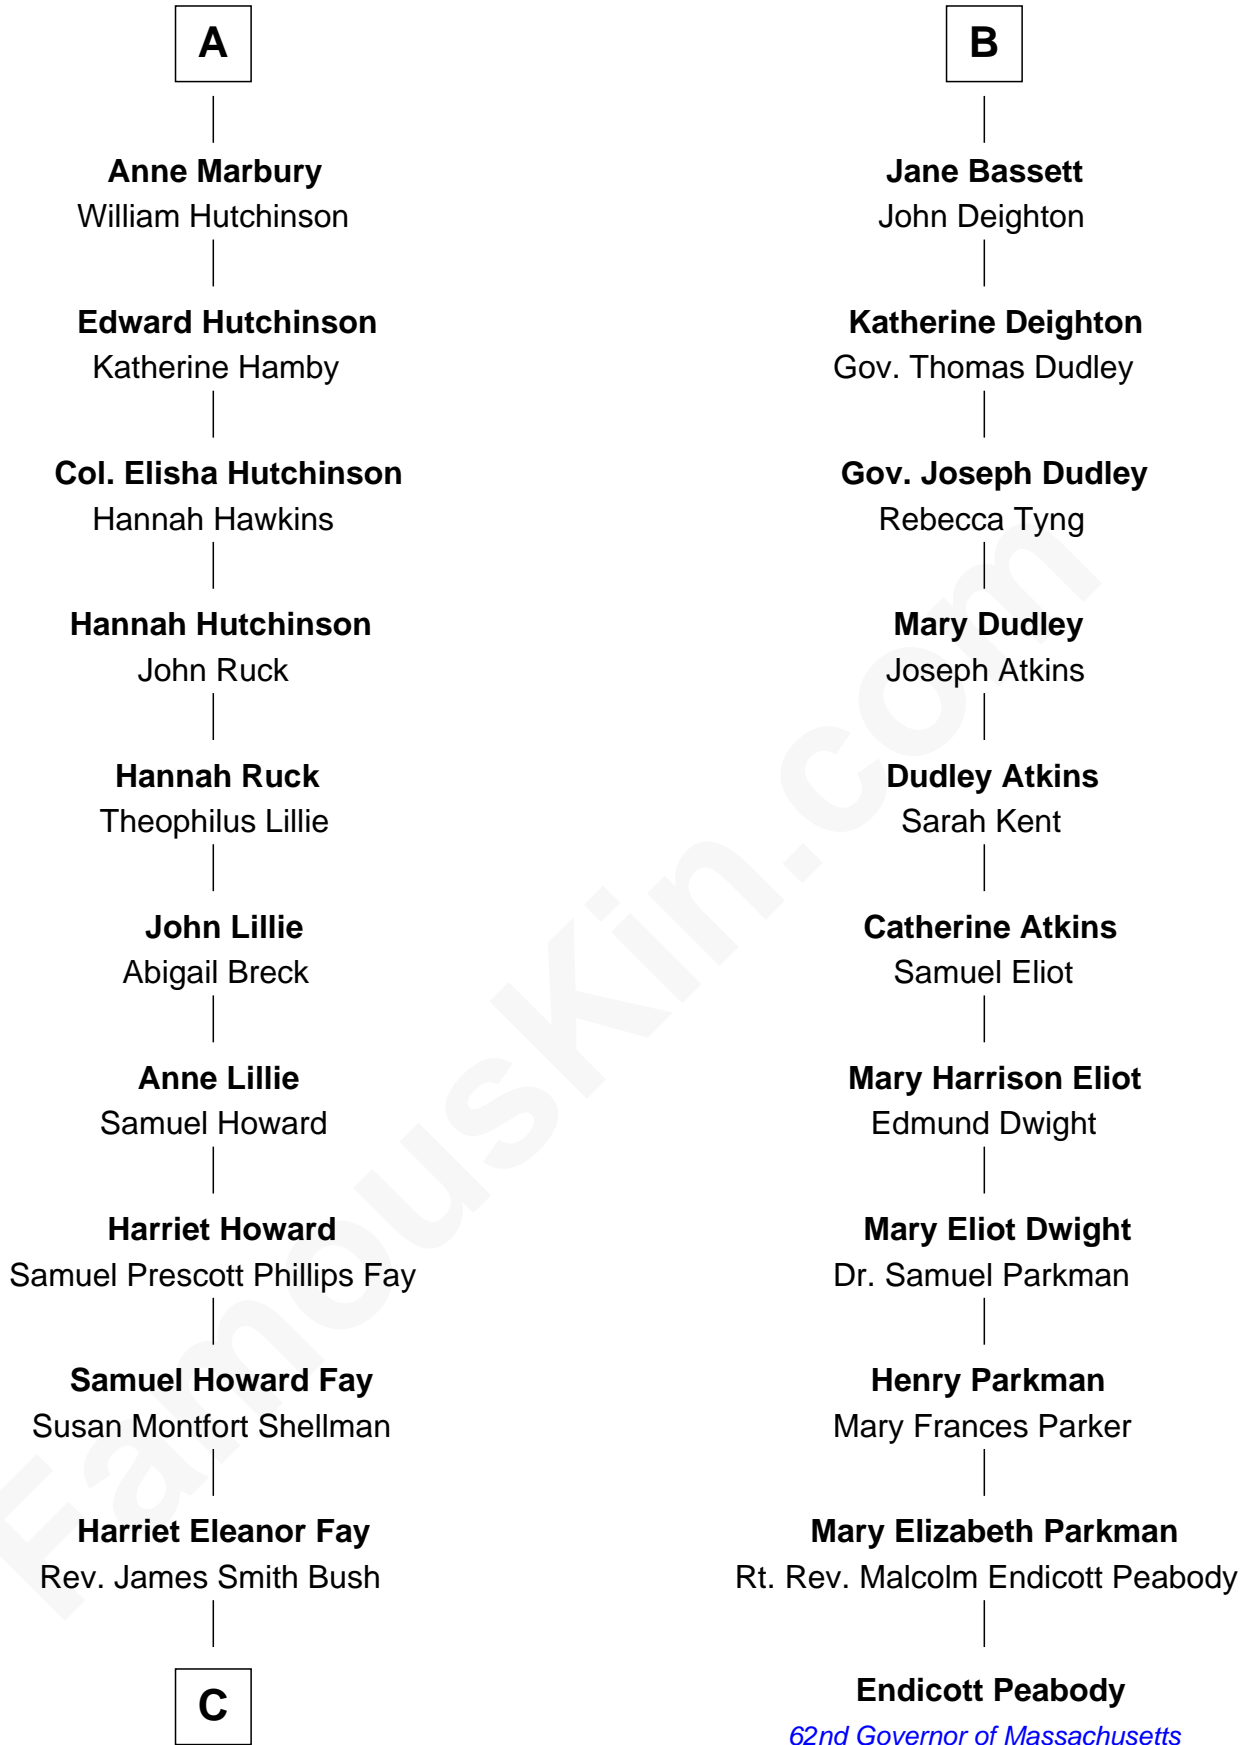 A
Anne Marbury
William Hutchinson
Edward Hutchinson
Katherine Hamby
Col. Elisha Hutchinson
Hannah Hawkins
Hannah Hutchinson
John Ruck
Hannah Ruck
Theophilus Lillie
John Lillie
Abigail Breck
Anne Lillie
Samuel Howard
Harriet Howard
Samuel Prescott Phillips Fay
Samuel Howard Fay
Susan Montfort Shellman
Harriet Eleanor Fay
Rev. James Smith Bush
C
B
Jane Bassett
John Deighton
Katherine Deighton
Gov. Thomas Dudley
Gov. Joseph Dudley
Rebecca Tyng
Mary Dudley
Joseph Atkins
Dudley Atkins
Sarah Kent
Catherine Atkins
Samuel Eliot
Mary Harrison Eliot
Edmund Dwight
Mary Eliot Dwight
Dr. Samuel Parkman
Henry Parkman
Mary Frances Parker
Mary Elizabeth Parkman
Rt. Rev. Malcolm Endicott Peabody
Endicott Peabody
62nd Governor of Massachusetts
FamousKin.com